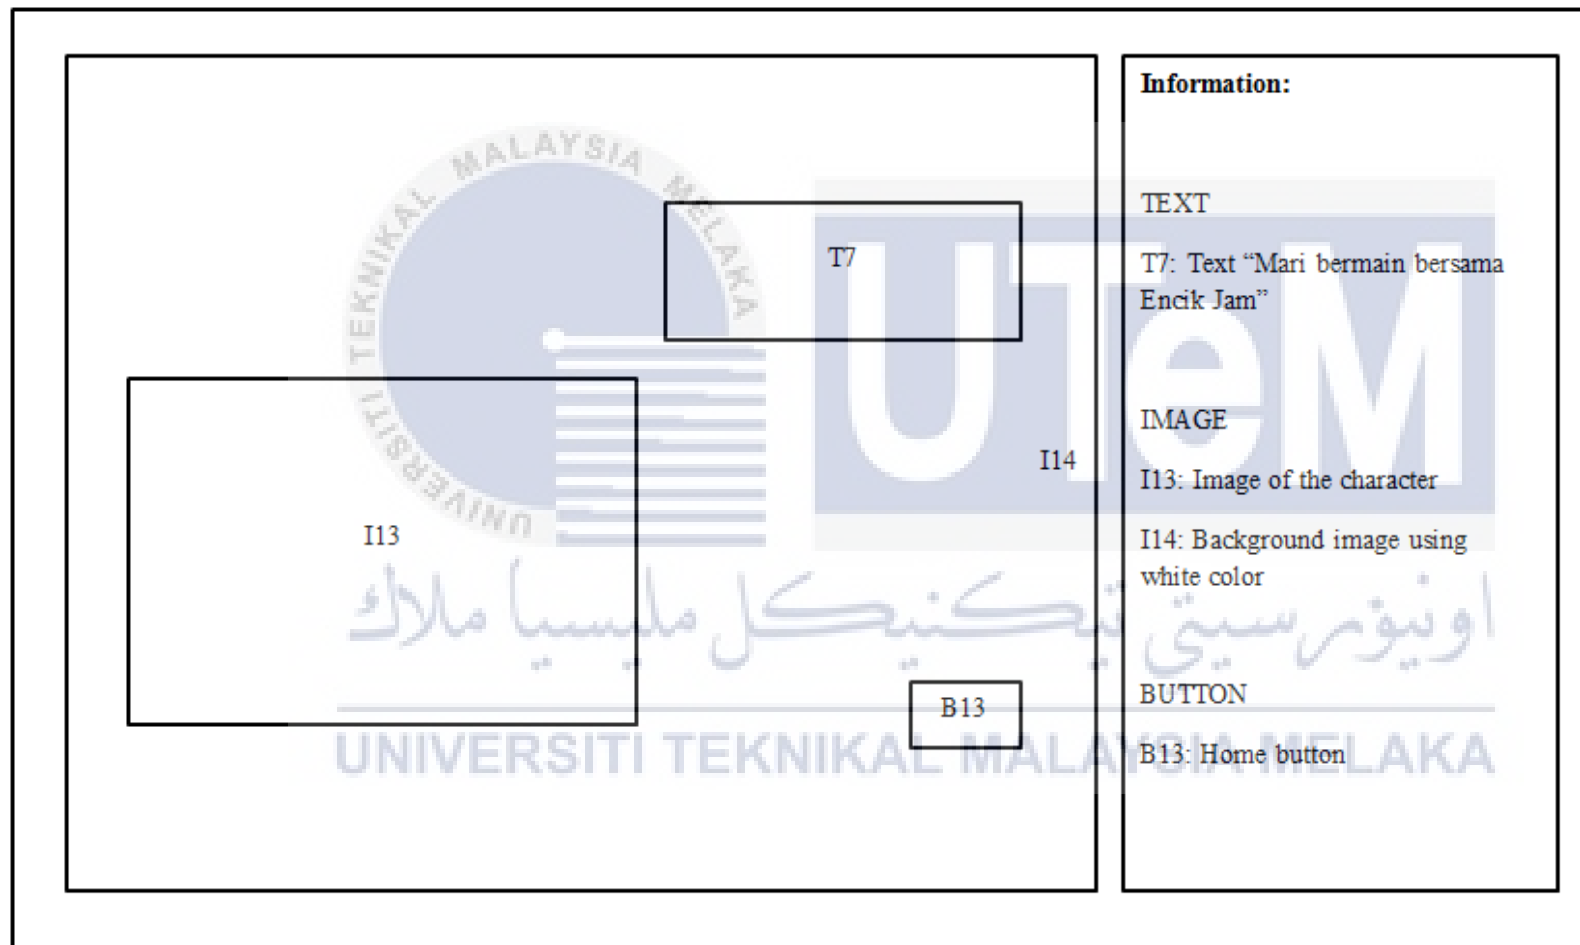 UNIVERSITI TEKNIKAL MALAYSIA MELAKA
T7
I13
I14
B13
UTeM
اونيورسيتي تيكنيكل مليسيا ملاك
UNIVERSITI TEKNIKAL MALAYSIA MELAKA
Information:
TEXT
T7: Text “Mari bermain bersama
Encik Jam”
IMAGE
I13: Image of the character
I14: Background image using
white color
BUTTON
B13: Home button